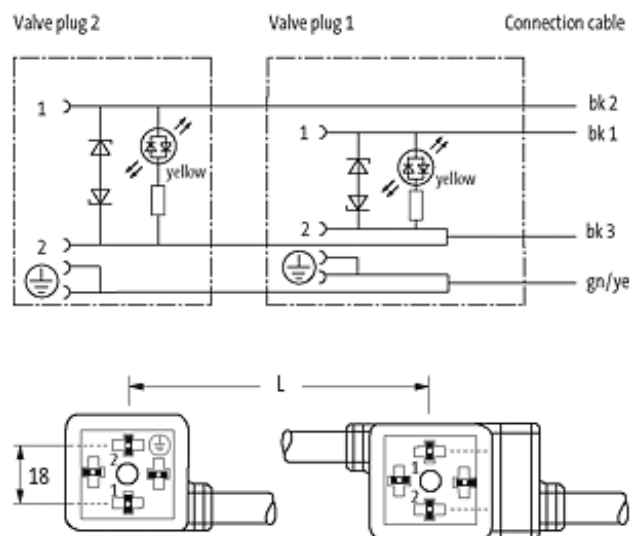 Valve plug 2 Valve plug 1 Connection cable
1 bk 2
1 bk 1
yellow yellow
2
2 bk 3
gn/ye
L
18
2
1
1
2